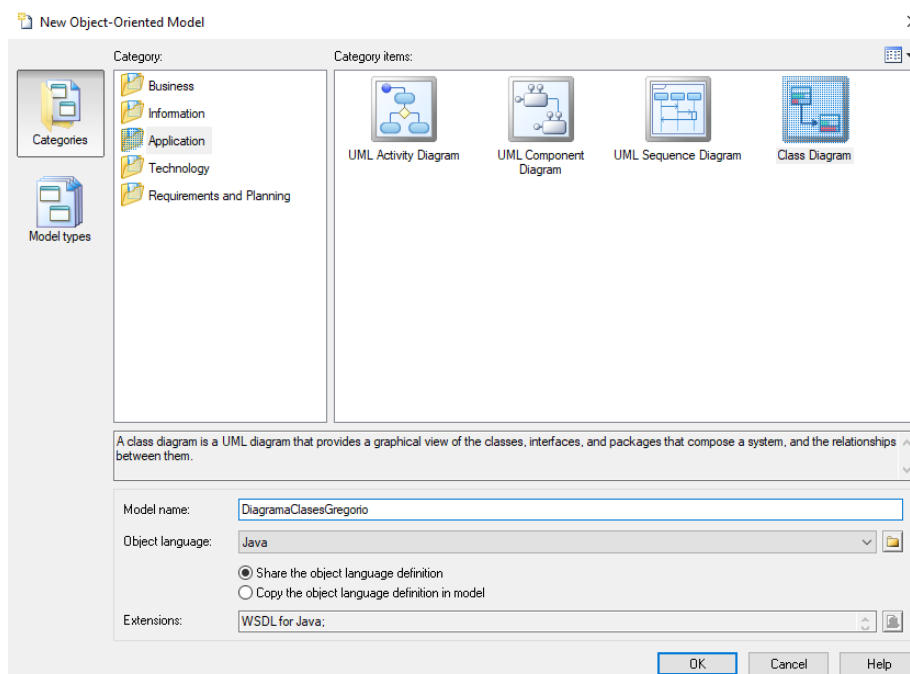 New Object-Oriented Model
Category:
Category items:
Categories
Model types
Business
Information
Application
Technology
Requirements and Planning
UML Activity Diagram
UML Component
Diagram
UML Sequence Diagram
Class Diagram
A class diagram is a UML diagram that provides a graphical view of the classes, interfaces, and packages that compose a system, and the relationships
between them.
Model name:
DiagramaClasesGregorio
Object language:
Java
Share the object language definition
Copy the object language definition in model
Extensions:
WSDL for Java;
OK
Cancel
Help